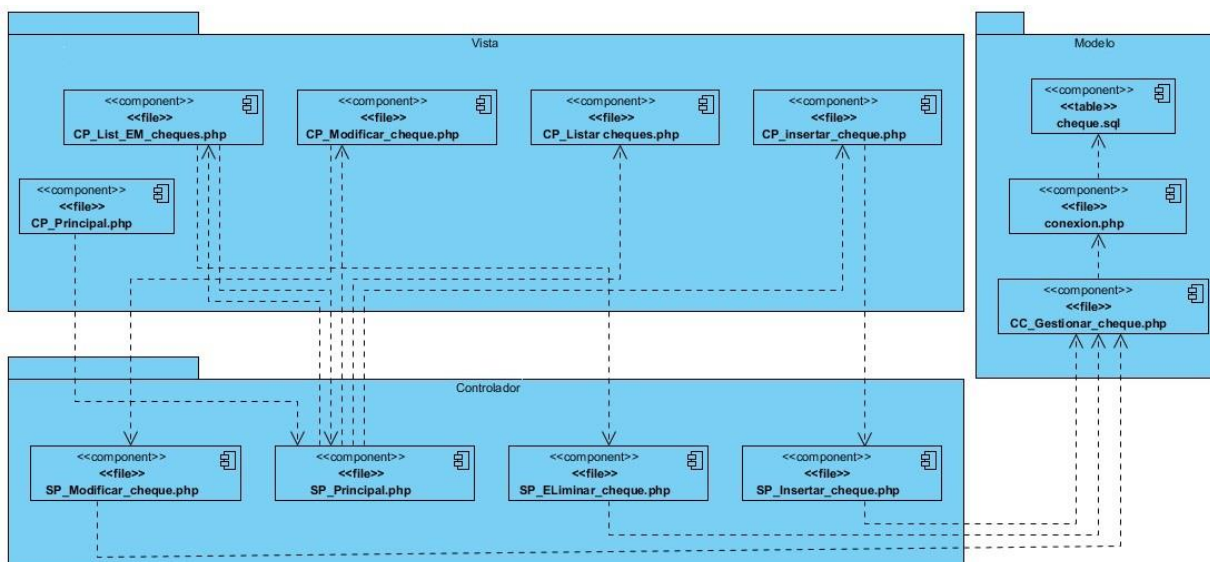 Vista
<<component>>
<<file>>
CP_List_EM_cheques.php
<<component>>
<<file>>
CP_Modificar_cheque.php
<<component>>
<<file>>
CP_Listar cheques.php
<<component>>
<<file>>
CP_insertar_cheque.php
<<component>>
<<file>>
CP_Principal.php
Modelo
<<component>>
<<table>>
cheque.sql
<<component>>
<<file>>
conexion.php
<<component>>
<<file>>
CC_Gestionar_cheque.php
Controlador
<<component>>
<<file>>
SP_Modificar_cheque.php
<<component>>
<<file>>
SP_Principal.php
<<component>>
<<file>>
SP_ELiminar_cheque.php
<<component>>
<<file>>
SP_Insertar_cheque.php